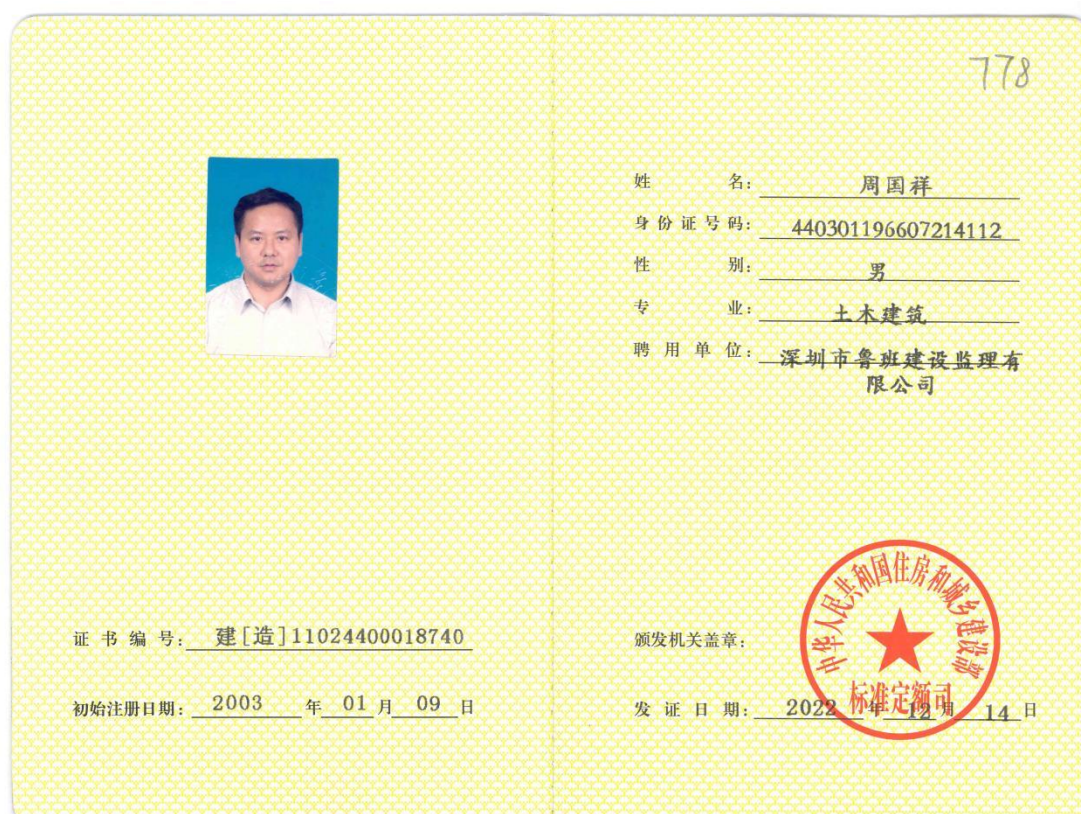 778
姓 名: 周国祥
身份证号码: 440301196607214112
性 别: 男
专 业: 土木建筑
聘用单位: 深圳市鲁班建设监理有
限公司
证书编号: 建[造]11024400018740
初始注册日期: 2003 年 01 月 09 日
颁发机关盖章:
中华人民共和国住房和城乡建设部
标准定额司
发证日期: 2022 年 12 月 14 日